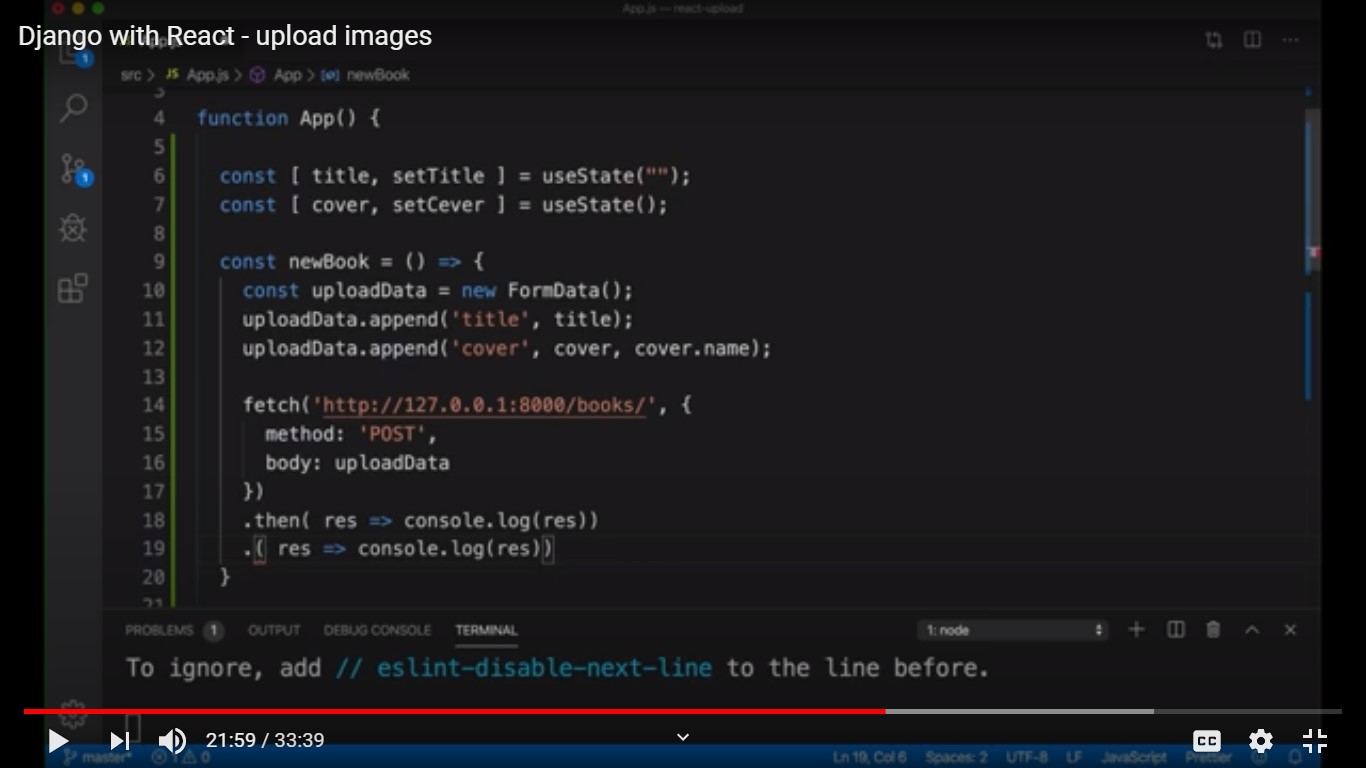 App.js — react-upload
Django with React - upload images
src > JS App.js > App > newBook
3
4 function App() {
5
6 const [ title, setTitle ] = useState("");
7 const [ cover, setCever ] = useState();
8
9 const newBook = () => {
10 const uploadData = new FormData();
11 uploadData.append('title', title);
12 uploadData.append('cover', cover, cover.name);
13
14 fetch('http://127.0.0.1:8000/books/', {
15 method: 'POST',
16 body: uploadData
17 })
18 .then( res => console.log(res))
19 .( res => console.log(res))
20 }
21
1
1
PROBLEMS 1 OUTPUT DEBUG CONSOLE TERMINAL 1: node
To ignore, add // eslint-disable-next-line to the line before.
21:59 / 33:39 CC
master* 0 Ln 19, Col 6 Spaces: 2 UTF-8 LF JavaScript Prettier